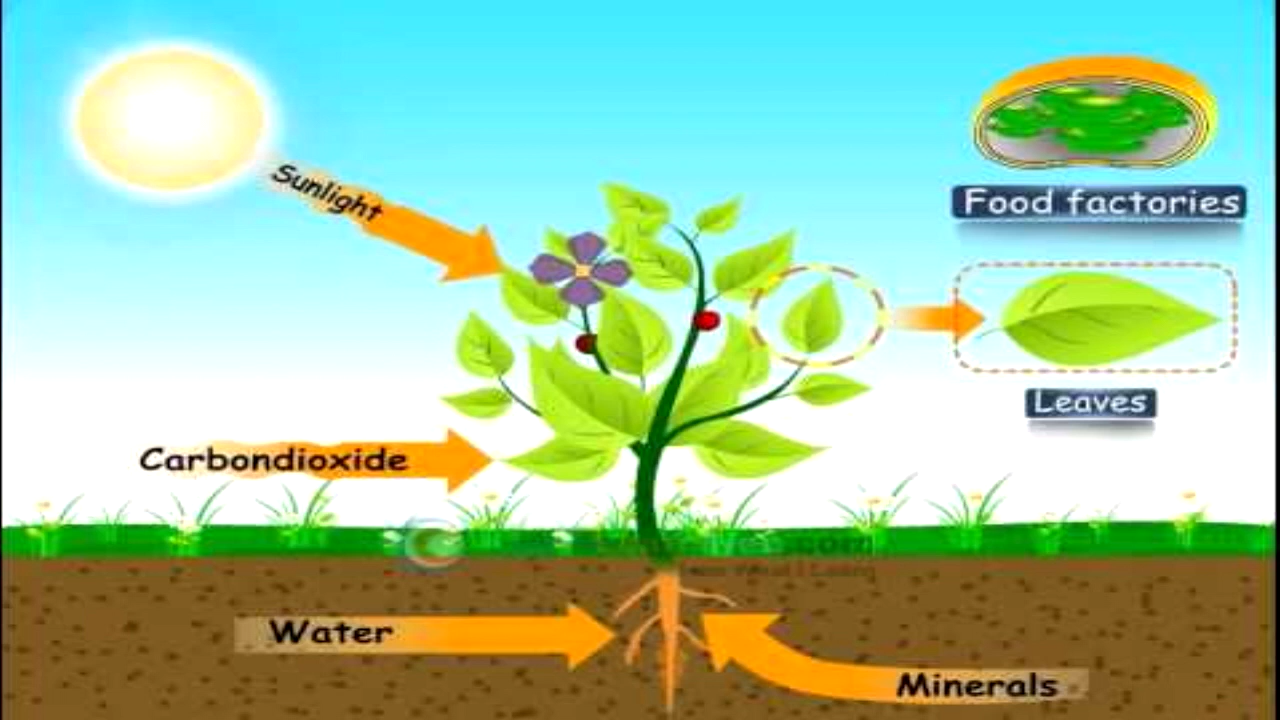 Sunlight
Food factories
Leaves
Carbondioxide
Water
Minerals